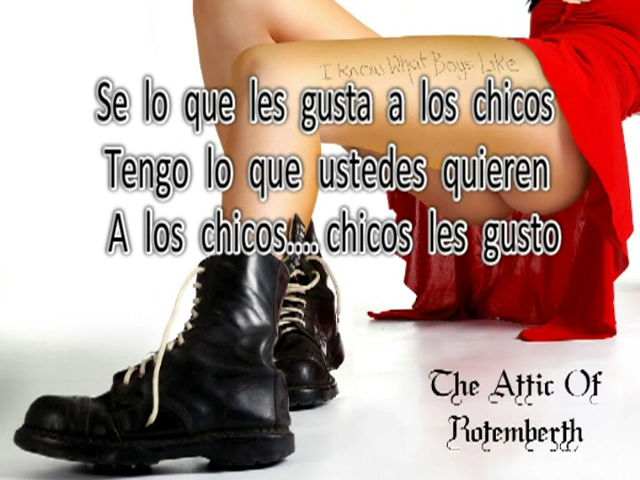 I Know What Boys Like
Se lo que les gusta a los chicos
Tengo lo que ustedes quieren
A los chicos.... chicos les gusto
The Attic Of
Rotemberth